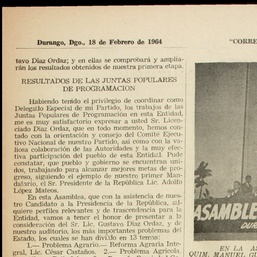 Durango, Dgo., 18 de Febrero de 1964
"CORRE
tavo Díaz Ordaz; y en ellas se comprobará y amplia-
rán los resultados obtenidos de nuestra primera etapa.
RESULTADOS DE LAS JUNTAS POPULARES
DE PROGRAMACION
Habiendo tenido el privilegio de coordinar como
Delegado Especial de mi Partido, los trabajos de las
Juntas Populares de Programación en esta Entidad,
me es muy satisfactorio expresar a usted Sr. Licen-
ciado Díaz Ordaz, que en todo momento, hemos con-
tado con la orientación y consejo del Comité Ejecu-
tivo Nacional de nuestro Partido, así como con la va-
liosa colaboración de las Autoridades y la muy efec-
tiva participación del pueblo de esta Entidad. Pude
constatar, que pueblo y gobierno se encuentran uni-
dos, trabajando para alcanzar mejores metas de pro-
greso, siguiendo el ejemplo de nuestro primer Man-
datario, el Sr. Presidente de la República Lic. Adolfo
López Mateos.
En esta Asamblea, que con la asistencia de nuestro
Candidato a la Presidencia de la República, ad-
quiere perfiles relevantes y de trascendencia para la
Entidad, vamos a tener el honor de presentar a la
consideración del Sr. Lic. Gustavo Díaz Ordaz, y de
nuestro auditorio, los más importantes problemas del
Estado, los cuales se han dividido en 13 temas:
1.— Problema Agrario.— Reforma Agraria Inte-
gral, Lic. César Castaños. 2.— Problema Agrícola
ASAMBLE
DUR
EN LA AS
QUIM. MANUEL G